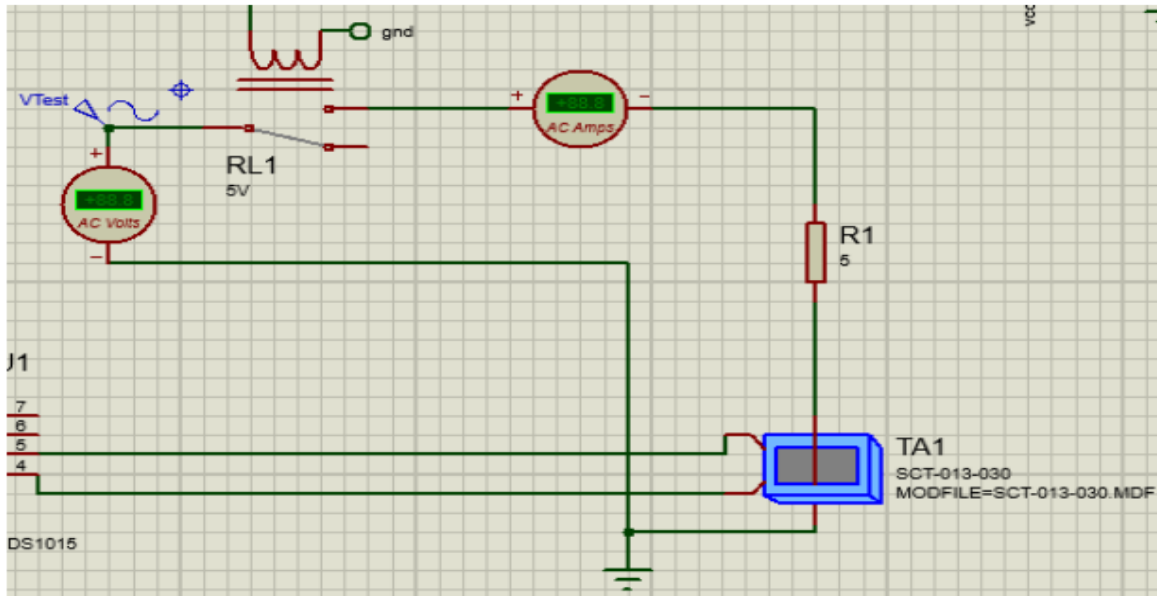 vcc
gnd
VTest
+
-
+88.8
AC Amps
RL1
5V
+
+88.8
AC Volts
-
R1
5
7
6
5
4
TA1
SCT-013-030
MODFILE=SCT-013-030.MDF
DS1015